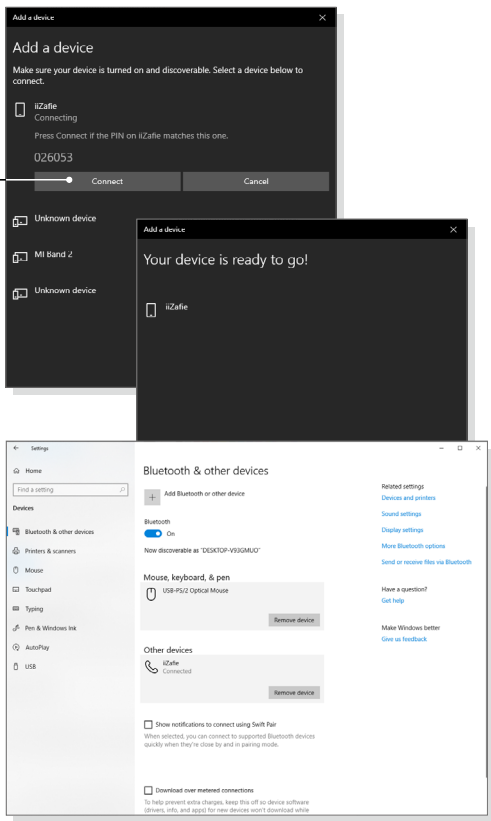 Add a device
Add a device
Make sure your device is turned on and discoverable. Select a device below to
connect.
iiZafie
Connecting
Press Connect if the PIN on iiZafie matches this one.
026053
Connect
Cancel
Unknown device
MI Band 2
Unknown device
Add a device
Your device is ready to go!
iiZafie
Settings
Home
Find a setting
Devices
Bluetooth & other devices
Printers & scanners
Mouse
Touchpad
Typing
Pen & Windows Ink
AutoPlay
USB
Bluetooth & other devices
Add Bluetooth or other device
Bluetooth
On
Now discoverable as "DESKTOP-V93GMUO"
Mouse, keyboard, & pen
USB-PS/2 Optical Mouse
Remove device
Other devices
iiZafie
Connected
Remove device
Show notifications to connect using Swift Pair
When selected, you can connect to supported Bluetooth devices
quickly when they're close by and in pairing mode.
Download over metered connections
To help prevent extra charges, keep this off so device software
(drivers, info, and apps) for new devices won't download while
Related settings
Devices and printers
Sound settings
Display settings
More Bluetooth options
Send or receive files via Bluetooth
Have a question?
Get help
Make Windows better
Give us feedback